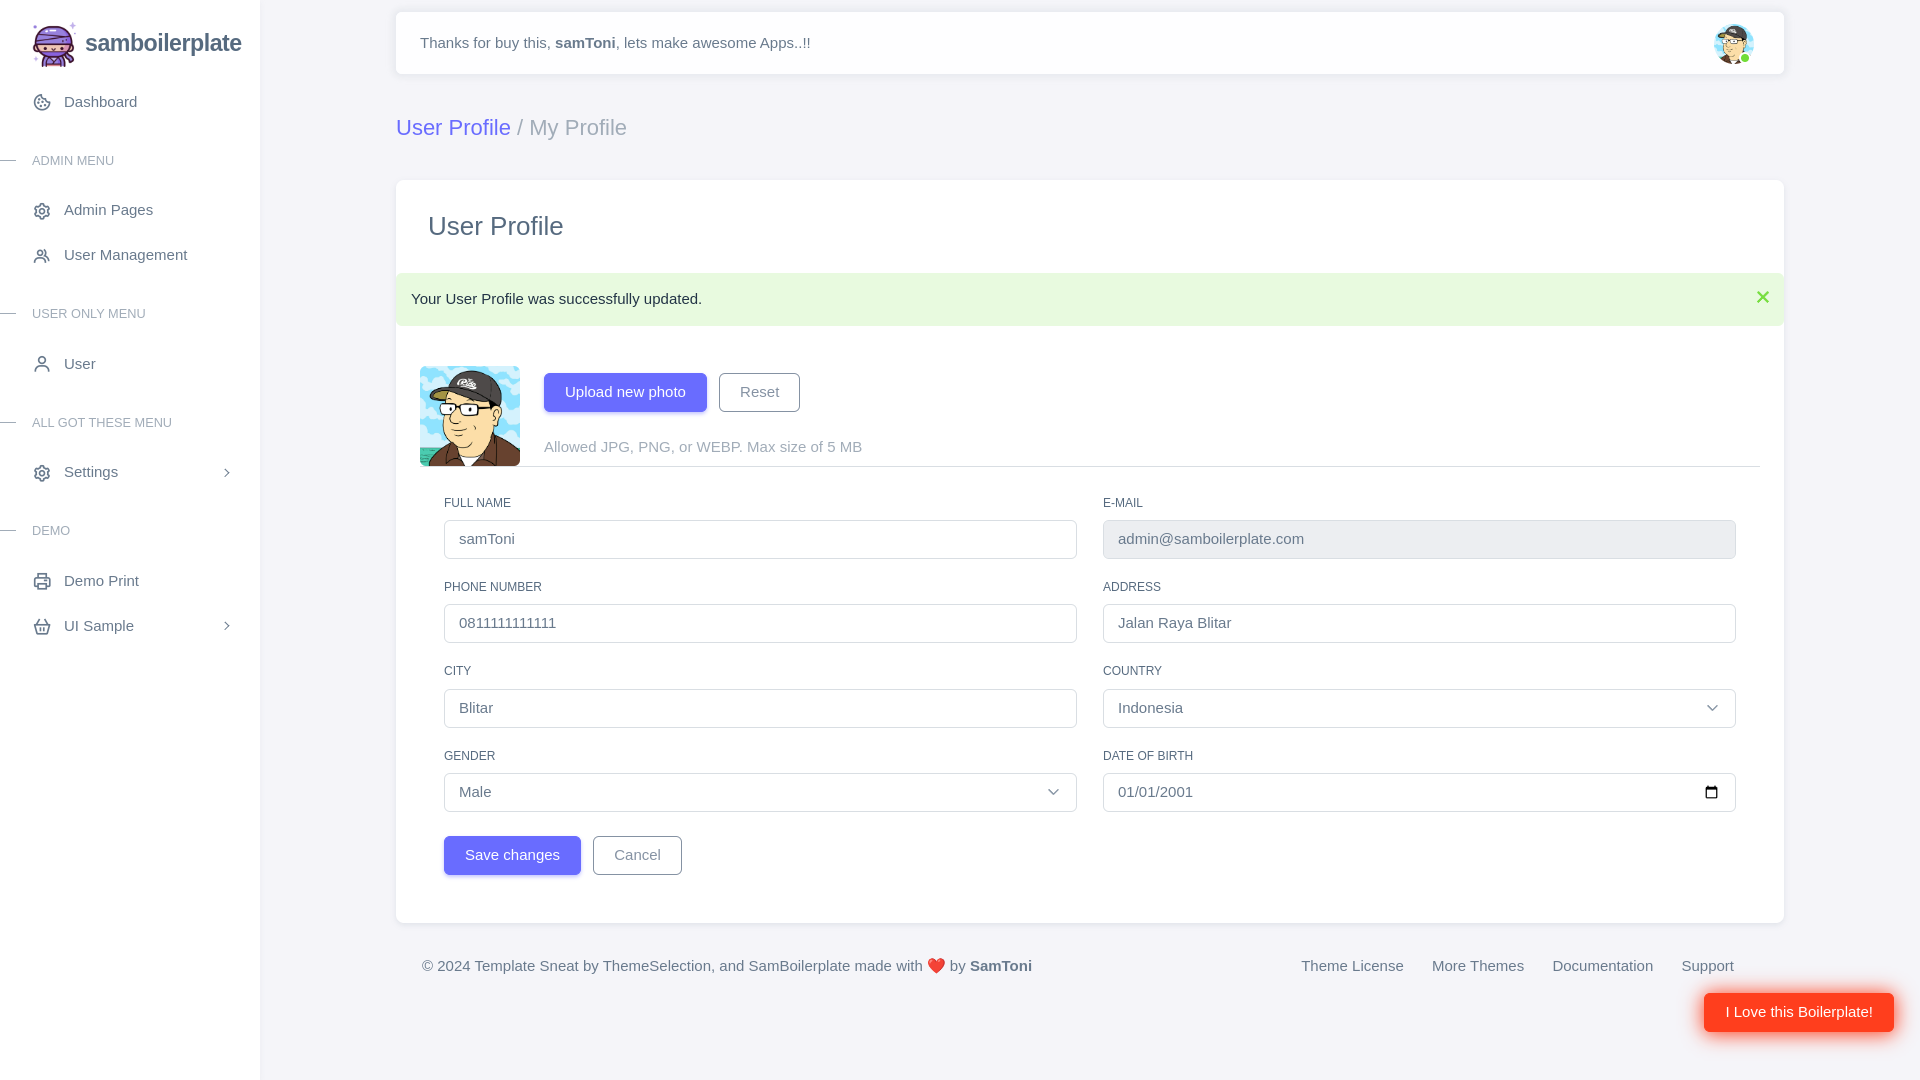 samboilerplate
Dashboard
ADMIN MENU
Admin Pages
User Management
USER ONLY MENU
User
ALL GOT THESE MENU
Settings
DEMO
Demo Print
UI Sample
Thanks for buy this, samToni, lets make awesome Apps..!!
User Profile / My Profile
User Profile
Your User Profile was successfully updated.
Upload new photo
Reset
Allowed JPG, PNG, or WEBP. Max size of 5 MB
FULL NAME
samToni
E-MAIL
admin@samboilerplate.com
PHONE NUMBER
0811111111111
ADDRESS
Jalan Raya Blitar
CITY
Blitar
COUNTRY
Indonesia
GENDER
Male
DATE OF BIRTH
01/01/2001
Save changes
Cancel
© 2024 Template Sneat by ThemeSelection, and SamBoilerplate made with ❤️ by SamToni
Theme License
More Themes
Documentation
Support
I Love this Boilerplate!